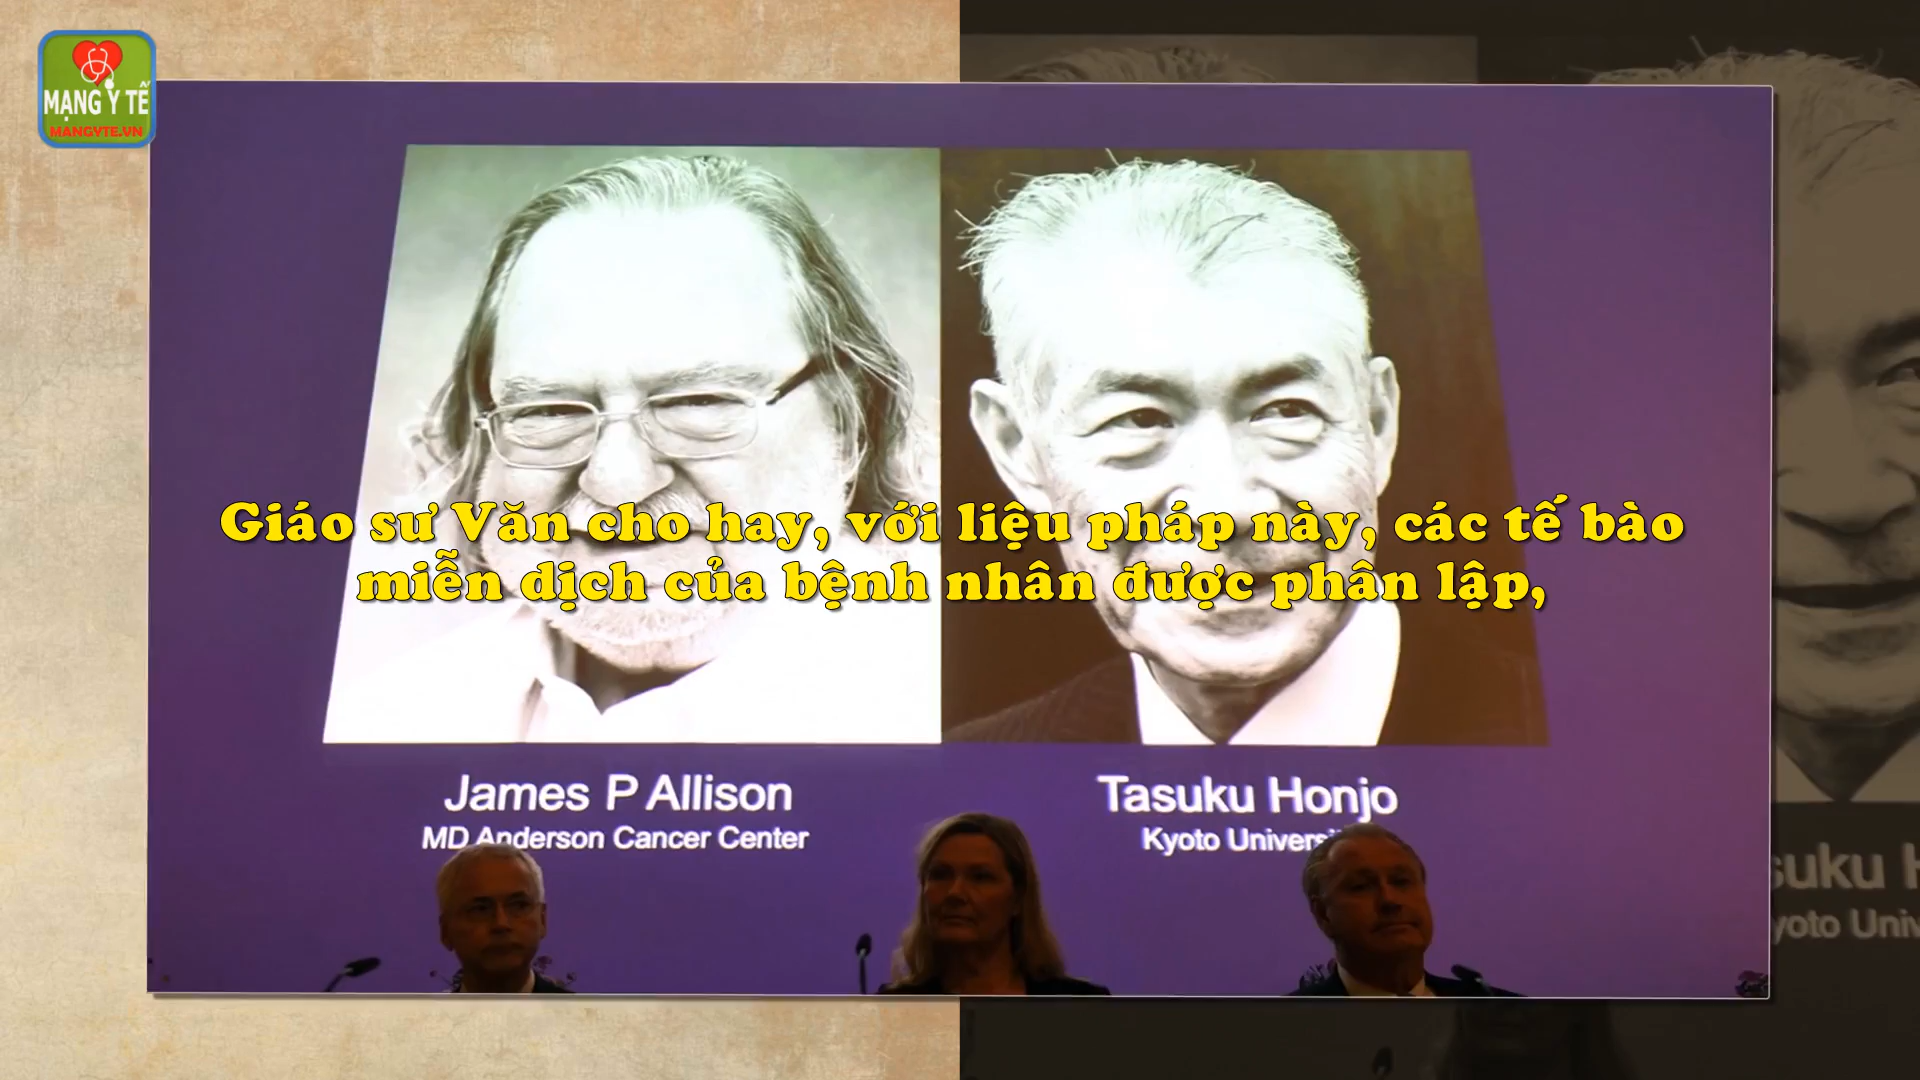 MẠNG Y TẾ
MANGYTE.VN
Giáo sư Văn cho hay, với liệu pháp này, các tế bào
miễn dịch của bệnh nhân được phân lập,
James P Allison
MD Anderson Cancer Center
Tasuku Honjo
Kyoto